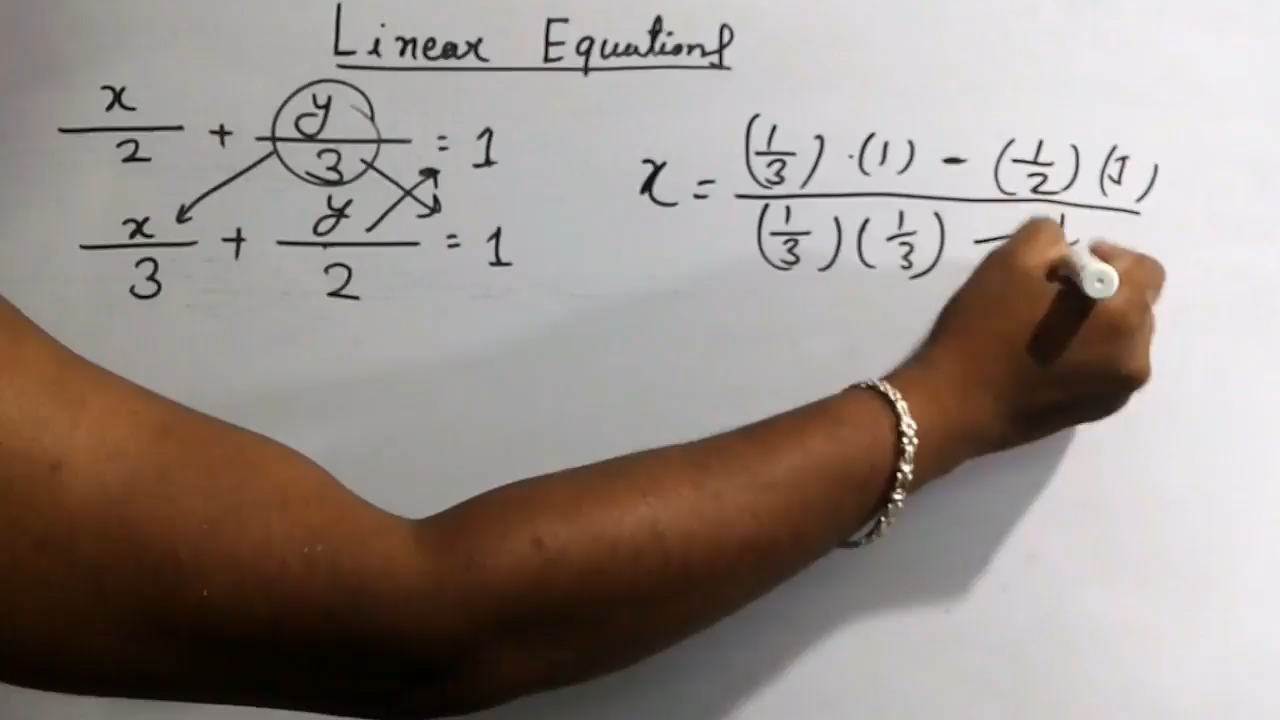 Linear Equations
x/2 + y/3 = 1
x/3 + y/2 = 1
x = (1/3) · (1) - (1/2) (1)
(1/3) (1/3) -